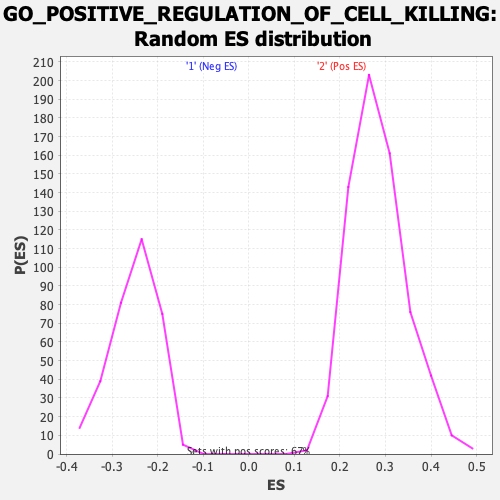 GO_POSITIVE_REGULATION_OF_CELL_KILLING:
Random ES distribution
'1' (Neg ES)
'2' (Pos ES)
210
200
190
180
170
160
150
140
130
120
110
100
90
80
70
60
50
40
30
20
10
0
P(ES)
Sets with pos scores: 67%
-0.4 -0.3 -0.2 -0.1 0.0 0.1 0.2 0.3 0.4 0.5
ES